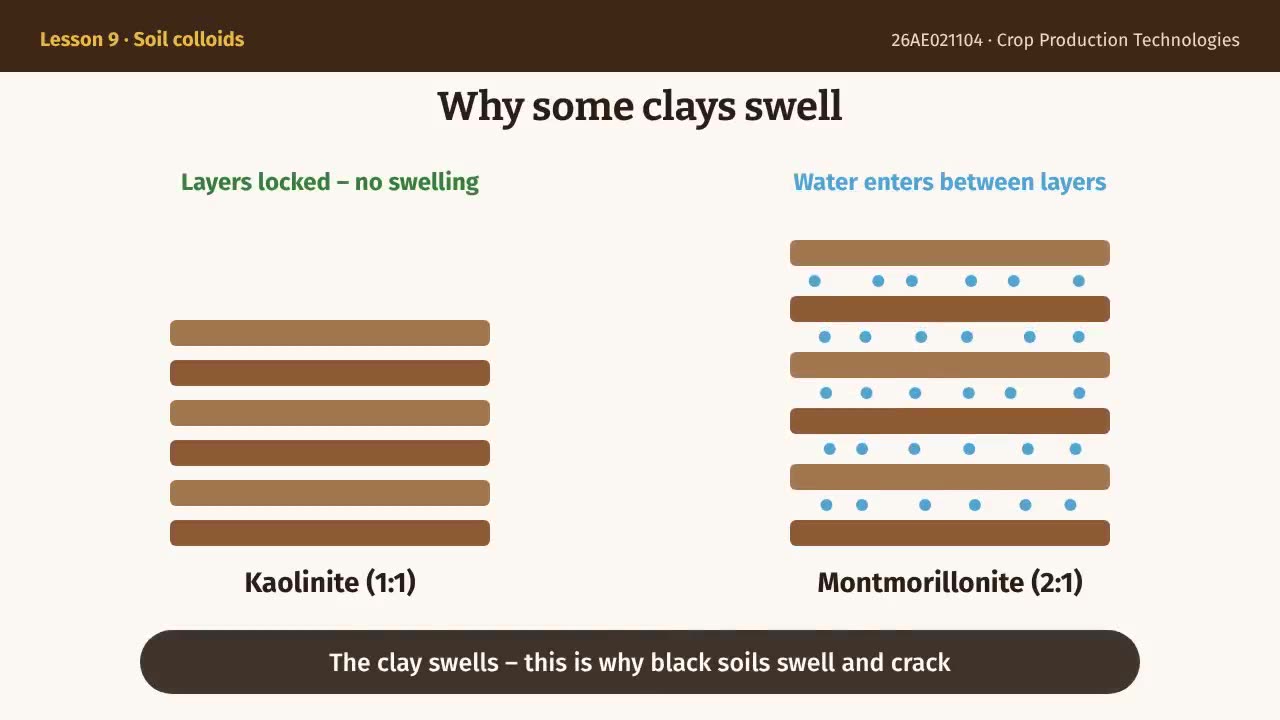 Lesson 9 · Soil colloids
26AE021104 · Crop Production Technologies
Why some clays swell
Layers locked – no swelling
Water enters between layers
Kaolinite (1:1)
Montmorillonite (2:1)
The clay swells – this is why black soils swell and crack